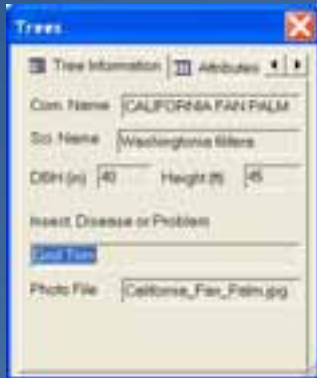 Trees
Tree Information Attributes
Com. Name CALIFORNIA FAN PALM
Sci. Name Washingtonia filifera
DBH (in) 40 Height (ft) 45
Insect, Disease or Problem
Photo File California_Fan_Palm.jpg